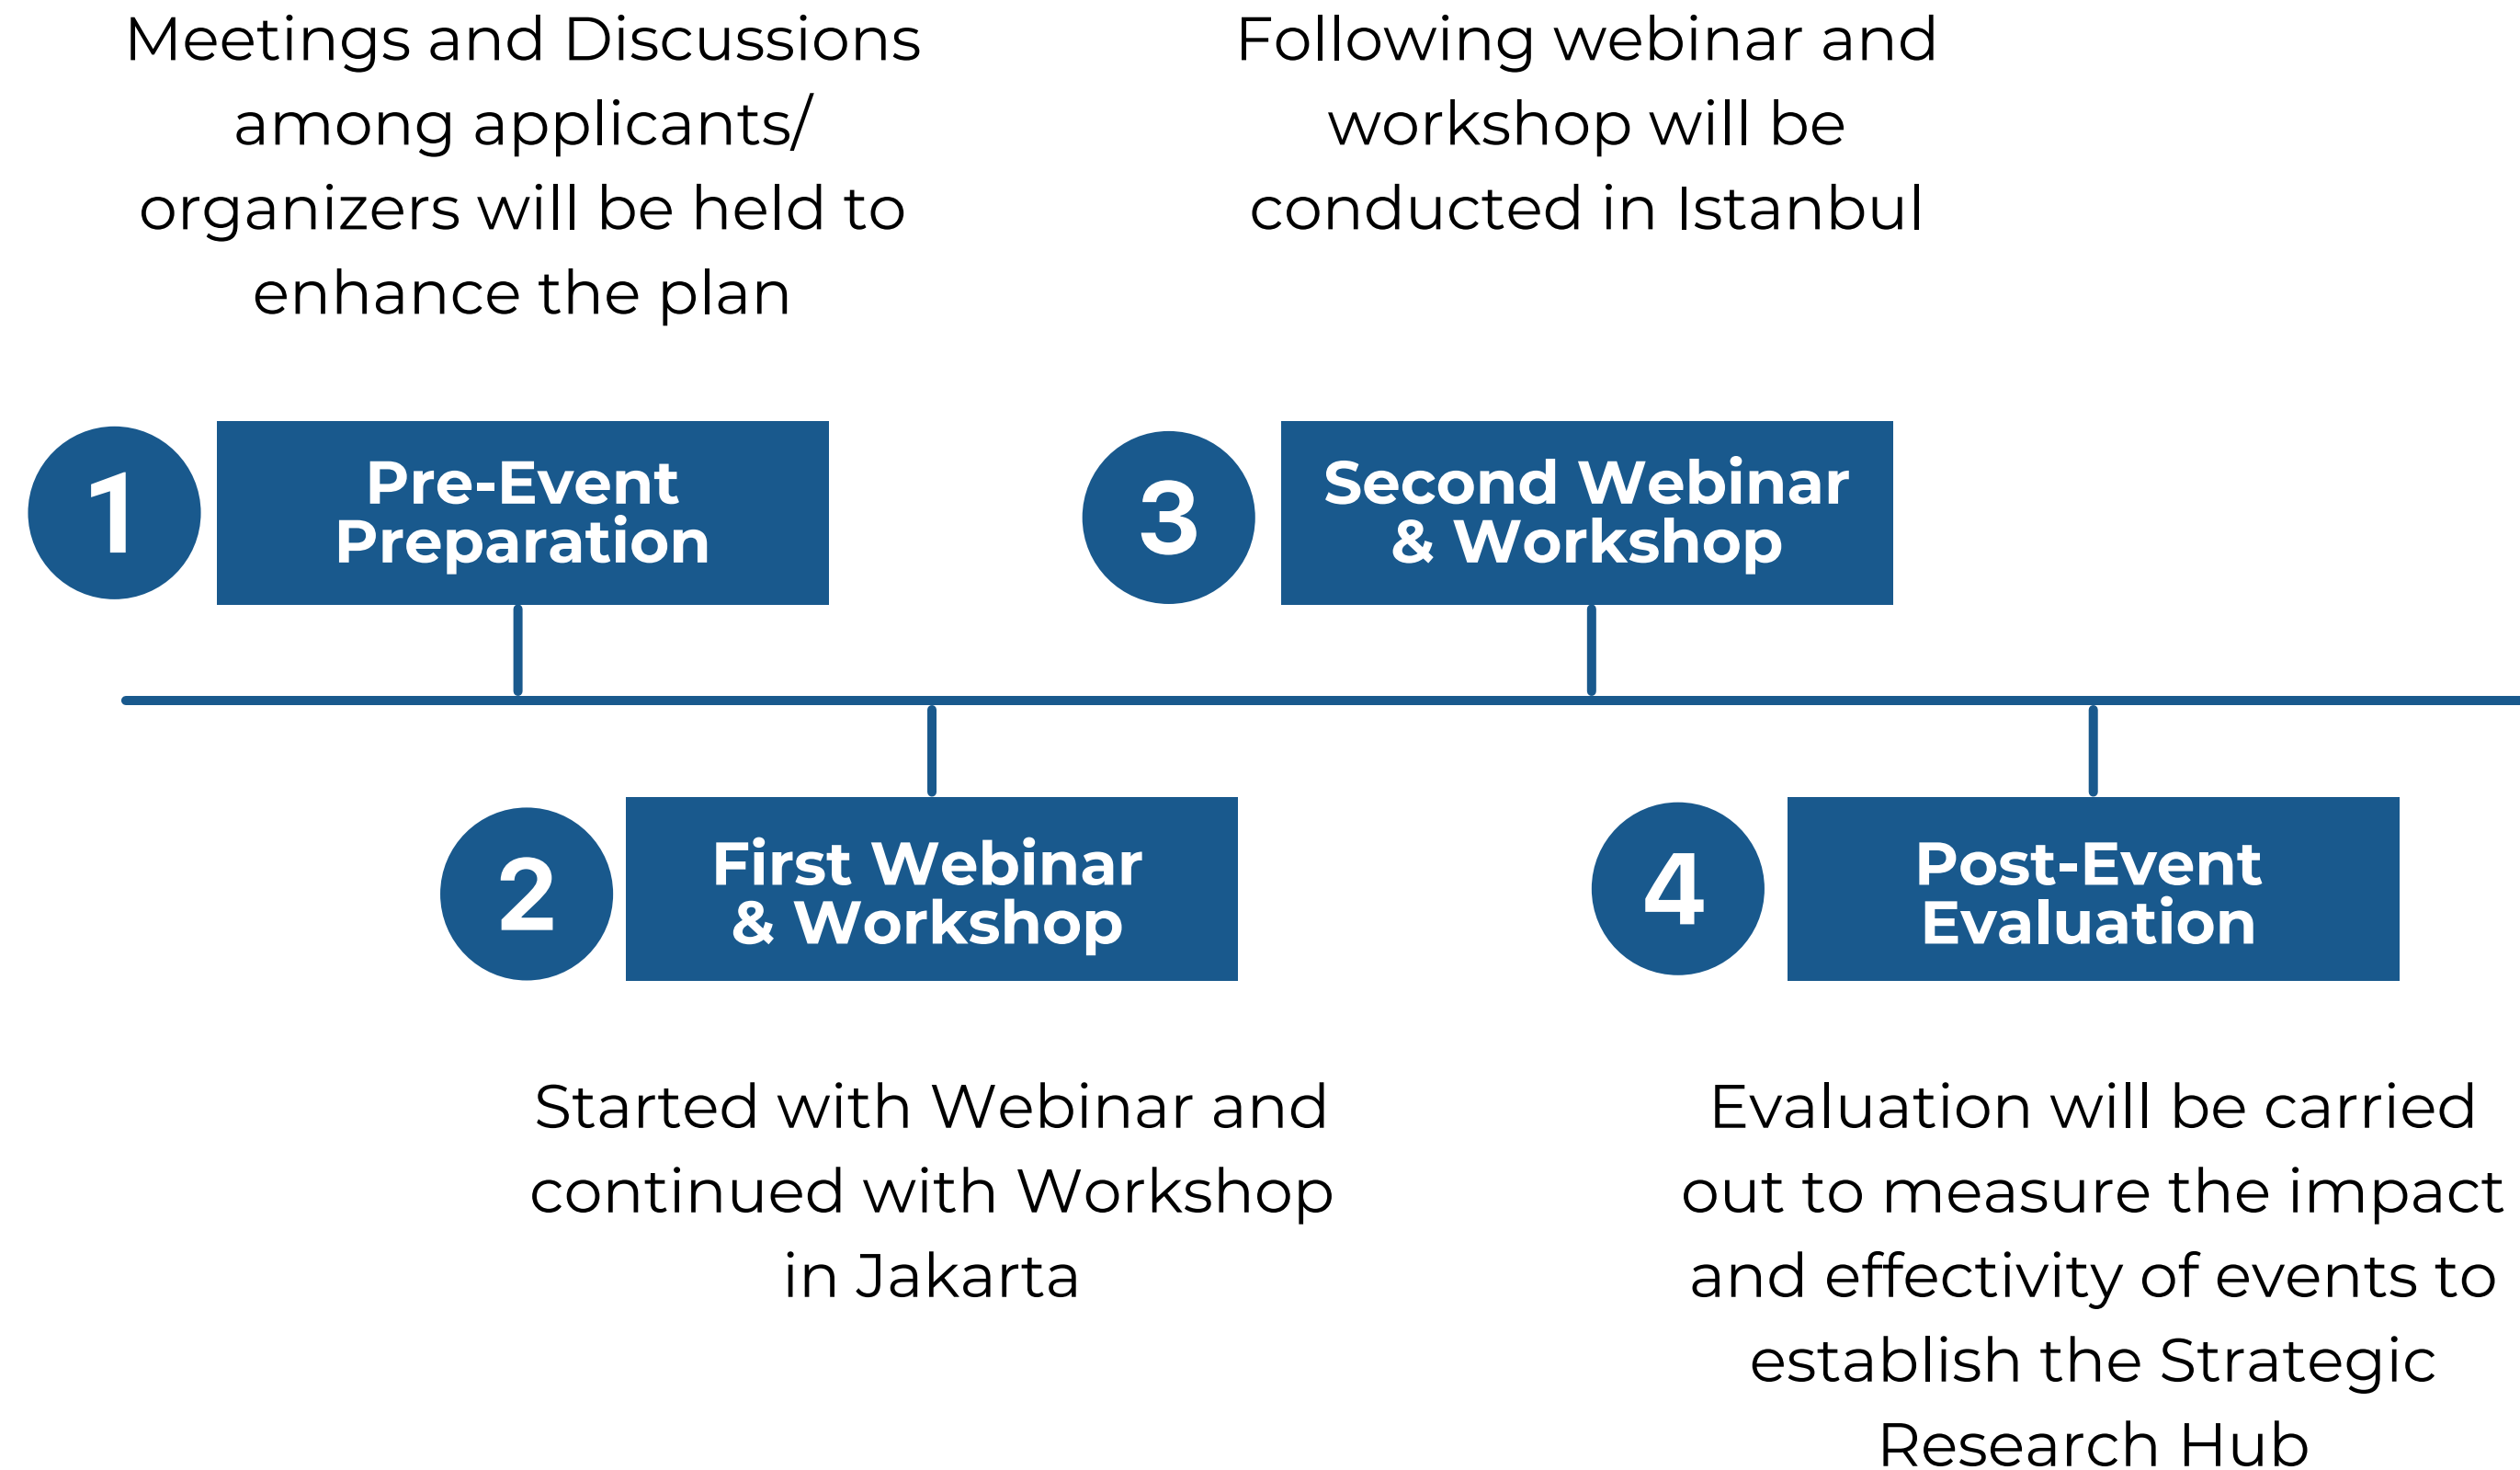 Meetings and Discussions
among applicants/
organizers will be held to
enhance the plan
1
Pre-Event
Preparation
2
First Webinar
& Workshop
Started with Webinar and
continued with Workshop
in Jakarta
Following webinar and
workshop will be
conducted in Istanbul
3
Second Webinar
& Workshop
4
Post-Event
Evaluation
Evaluation will be carried
out to measure the impact
and effectivity of events to
establish the Strategic
Research Hub